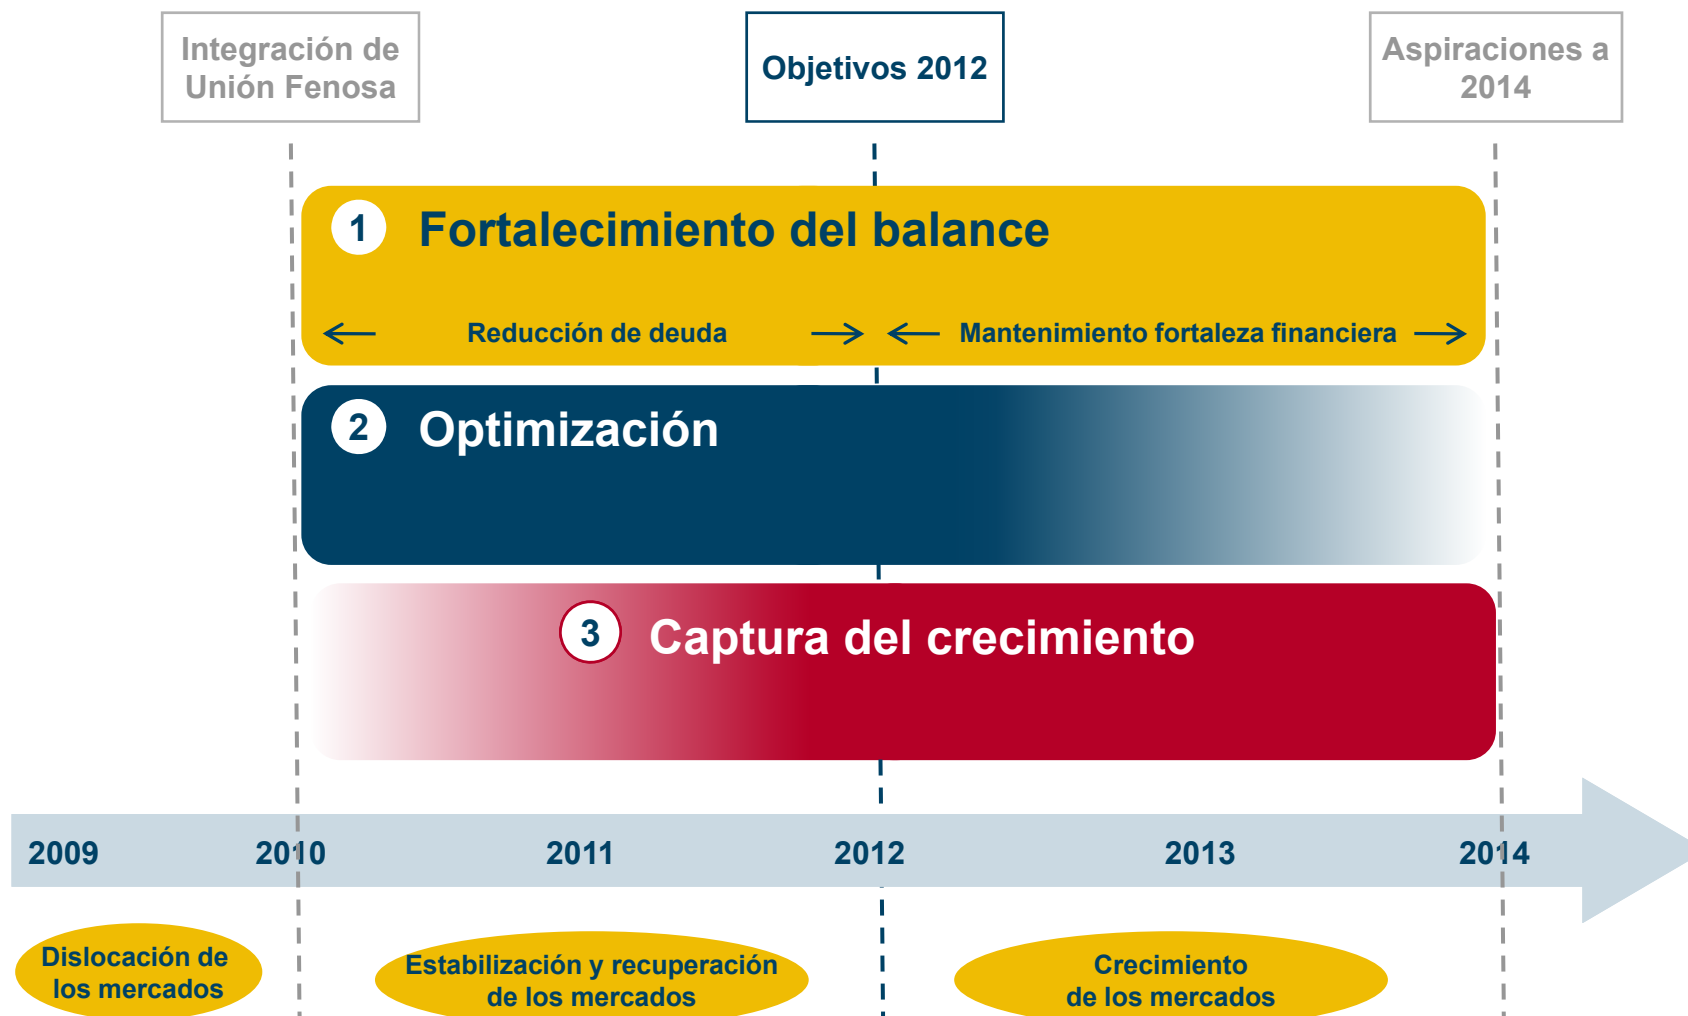 Integración de
Unión Fenosa
Objetivos 2012
Aspiraciones a
2014
1 Fortalecimiento del balance
Reducción de deuda
Mantenimiento fortaleza financiera
2 Optimización
3 Captura del crecimiento
2009 2010 2011 2012 2013 2014
Dislocación de
los mercados
Estabilización y recuperación
de los mercados
Crecimiento
de los mercados